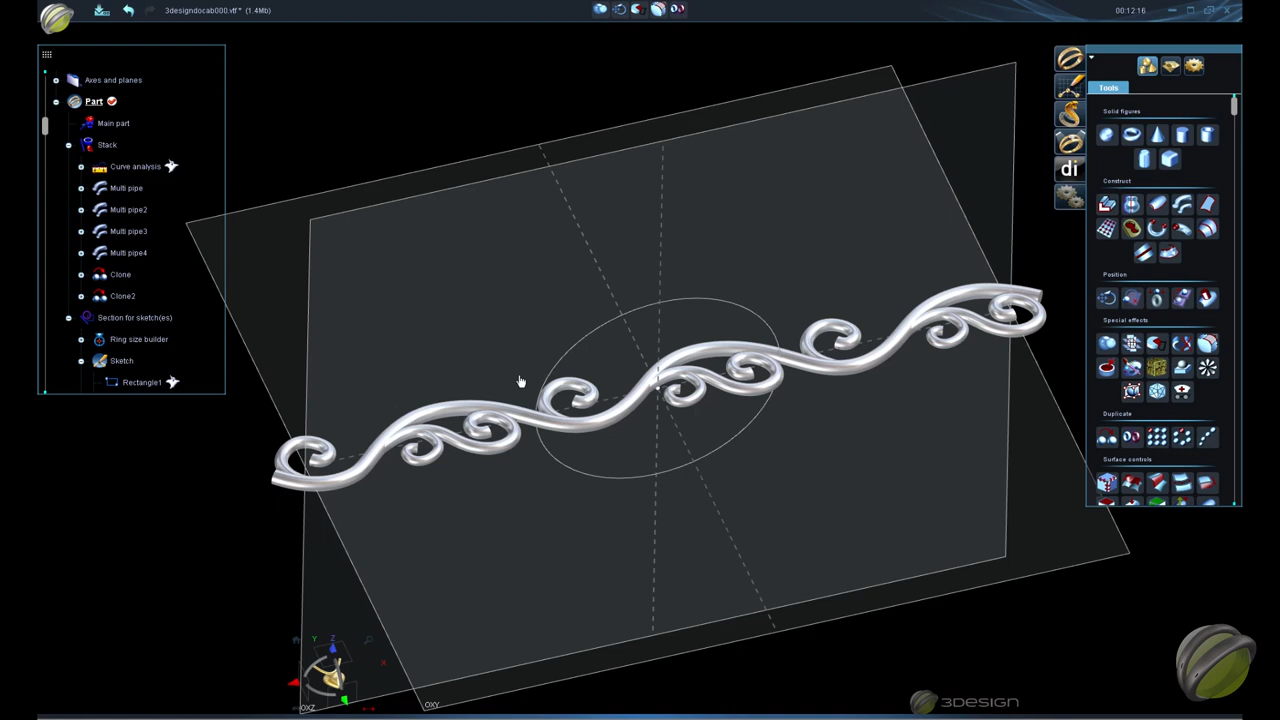 3designdocab000.vtf* (1.4Mb)
00:12:16
Axes and planes
Part
Main part
Stack
Curve analysis
Multi pipe
Multi pipe2
Multi pipe3
Multi pipe4
Clone
Clone2
Section for sketch(es)
Ring size builder
Sketch
Rectangle1
di
Tools
Solid figures
Construct
Position
Special effects
Duplicate
Surface controls
Y
Z
X
OXZ
OXY
3DESIGN